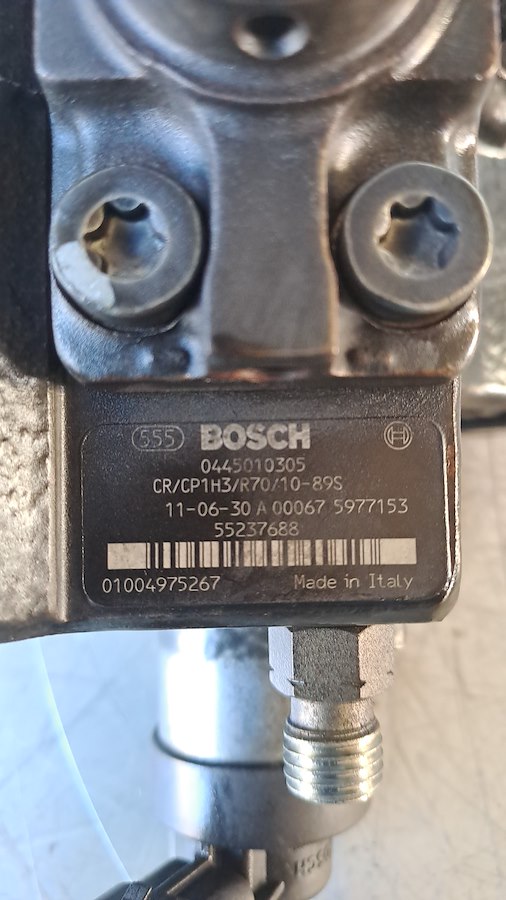 555 BOSCH
0445010305
CR/CP1H3/R70/10-89S
11-06-30 A 00067 5977153
55237688
01004975267 Made in Italy